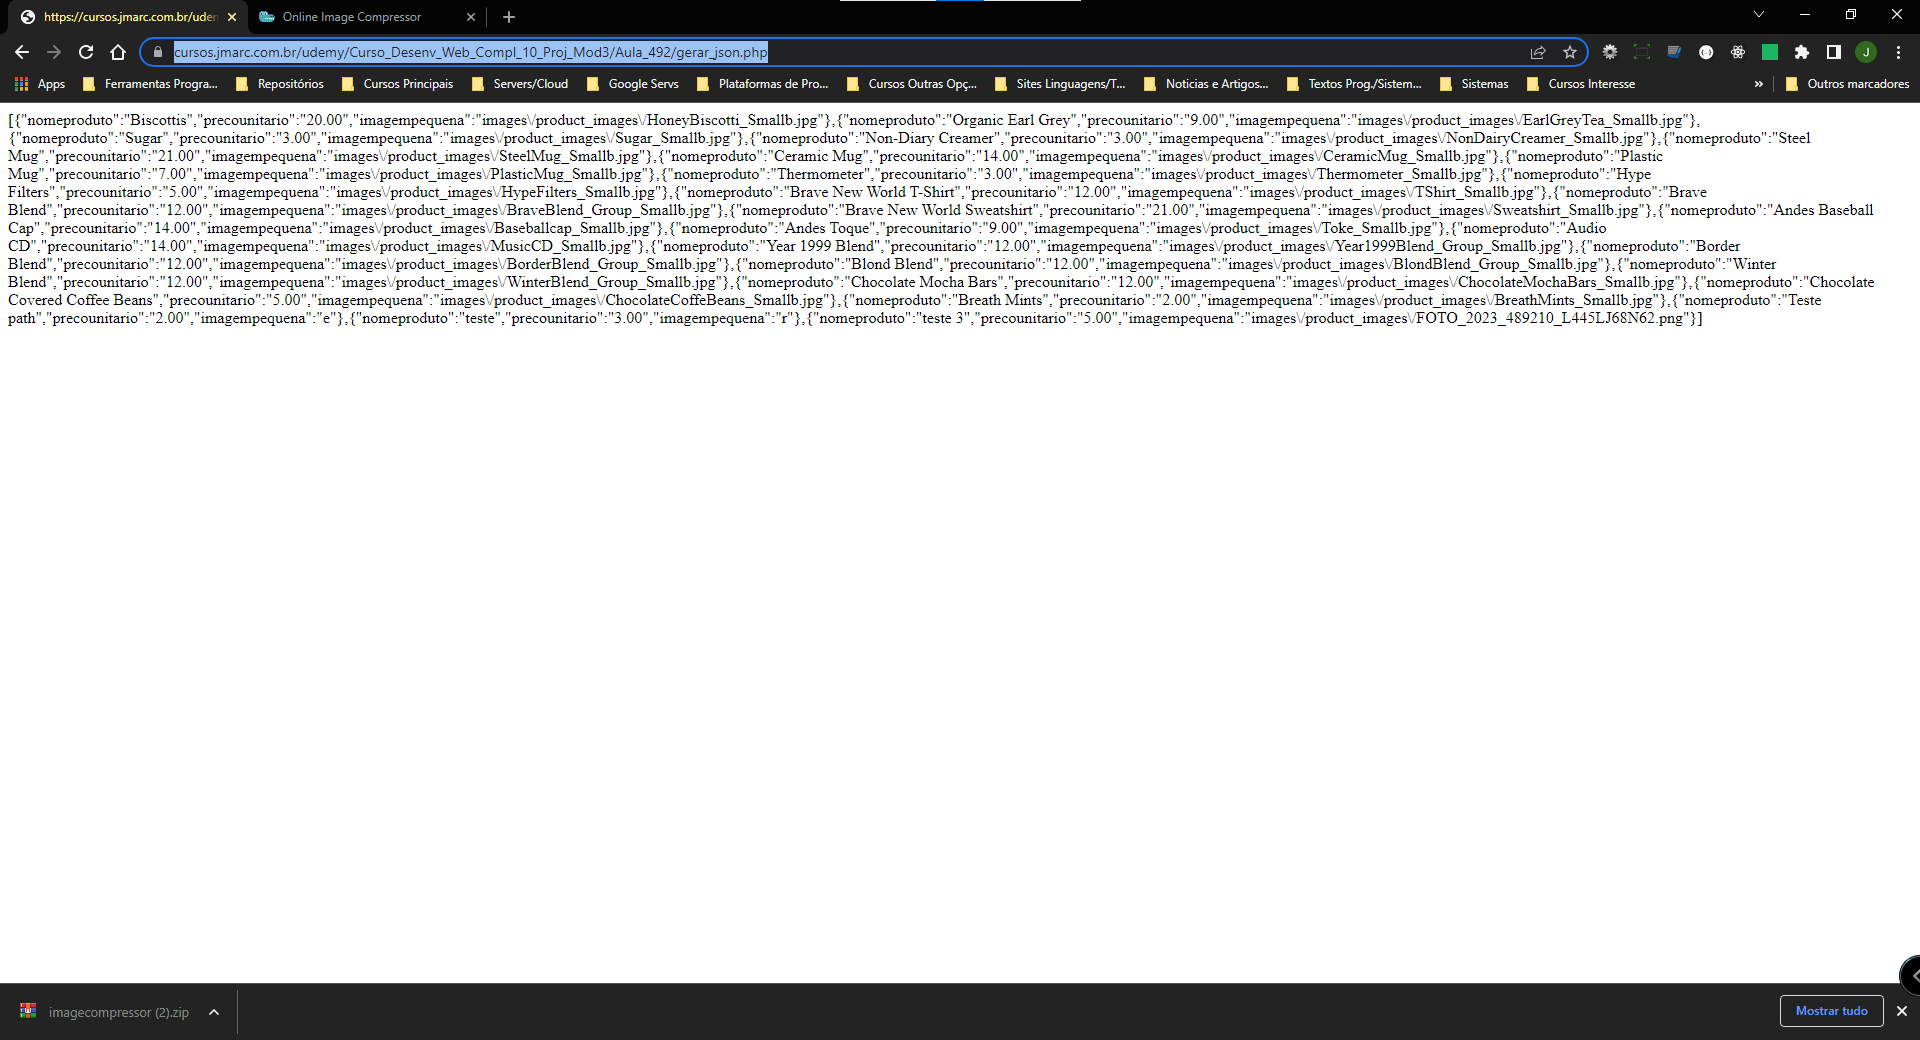 https://cursos.jmarc.com.br/uden
Online Image Compressor
cursos.jmarc.com.br/udemy/Curso_Desenv_Web_Compl_10_Proj_Mod3/Aula_492/gerar_json.php
J
Apps Ferramentas Progra... Repositórios Cursos Principais Servers/Cloud Google Servs Plataformas de Pro... Cursos Outras Opç... Sites Linguagens/T... Noticias e Artigos... Textos Prog./Sistem... Sistemas Cursos Interesse » Outros marcadores
[{"nomeproduto":"Biscottis","precounitario":"20.00","imagempequena":"images\/product_images\/HoneyBiscotti_Smallb.jpg"},{"nomeproduto":"Organic Earl Grey","precounitario":"9.00","imagempequena":"images\/product_images\/EarlGreyTea_Smallb.jpg"},
{"nomeproduto":"Sugar","precounitario":"3.00","imagempequena":"images\/product_images\/Sugar_Smallb.jpg"},{"nomeproduto":"Non-Diary Creamer","precounitario":"3.00","imagempequena":"images\/product_images\/NonDairyCreamer_Smallb.jpg"},{"nomeproduto":"Steel
Mug","precounitario":"21.00","imagempequena":"images\/product_images\/SteelMug_Smallb.jpg"},{"nomeproduto":"Ceramic Mug","precounitario":"14.00","imagempequena":"images\/product_images\/CeramicMug_Smallb.jpg"},{"nomeproduto":"Plastic
Mug","precounitario":"7.00","imagempequena":"images\/product_images\/PlasticMug_Smallb.jpg"},{"nomeproduto":"Thermometer","precounitario":"3.00","imagempequena":"images\/product_images\/Thermometer_Smallb.jpg"},{"nomeproduto":"Hype
Filters","precounitario":"5.00","imagempequena":"images\/product_images\/HypeFilters_Smallb.jpg"},{"nomeproduto":"Brave New World T-Shirt","precounitario":"12.00","imagempequena":"images\/product_images\/TShirt_Smallb.jpg"},{"nomeproduto":"Brave
Blend","precounitario":"12.00","imagempequena":"images\/product_images\/BraveBlend_Group_Smallb.jpg"},{"nomeproduto":"Brave New World Sweatshirt","precounitario":"21.00","imagempequena":"images\/product_images\/Sweatshirt_Smallb.jpg"},{"nomeproduto":"Andes Baseball
Cap","precounitario":"14.00","imagempequena":"images\/product_images\/Baseballcap_Smallb.jpg"},{"nomeproduto":"Andes Toque","precounitario":"9.00","imagempequena":"images\/product_images\/Toke_Smallb.jpg"},{"nomeproduto":"Audio
CD","precounitario":"14.00","imagempequena":"images\/product_images\/MusicCD_Smallb.jpg"},{"nomeproduto":"Year 1999 Blend","precounitario":"12.00","imagempequena":"images\/product_images\/Year1999Blend_Group_Smallb.jpg"},{"nomeproduto":"Border
Blend","precounitario":"12.00","imagempequena":"images\/product_images\/BorderBlend_Group_Smallb.jpg"},{"nomeproduto":"Blond Blend","precounitario":"12.00","imagempequena":"images\/product_images\/BlondBlend_Group_Smallb.jpg"},{"nomeproduto":"Winter
Blend","precounitario":"12.00","imagempequena":"images\/product_images\/WinterBlend_Group_Smallb.jpg"},{"nomeproduto":"Chocolate Mocha Bars","precounitario":"12.00","imagempequena":"images\/product_images\/ChocolateMochaBars_Smallb.jpg"},{"nomeproduto":"Chocolate
Covered Coffee Beans","precounitario":"5.00","imagempequena":"images\/product_images\/ChocolateCoffeBeans_Smallb.jpg"},{"nomeproduto":"Breath Mints","precounitario":"2.00","imagempequena":"images\/product_images\/BreathMints_Smallb.jpg"},{"nomeproduto":"Teste
path","precounitario":"2.00","imagempequena":"e"},{"nomeproduto":"teste","precounitario":"3.00","imagempequena":"r"},{"nomeproduto":"teste 3","precounitario":"5.00","imagempequena":"images\/product_images\/FOTO_2023_489210_L445LJ68N62.png"}]
imagecompressor (2).zip
Mostrar tudo